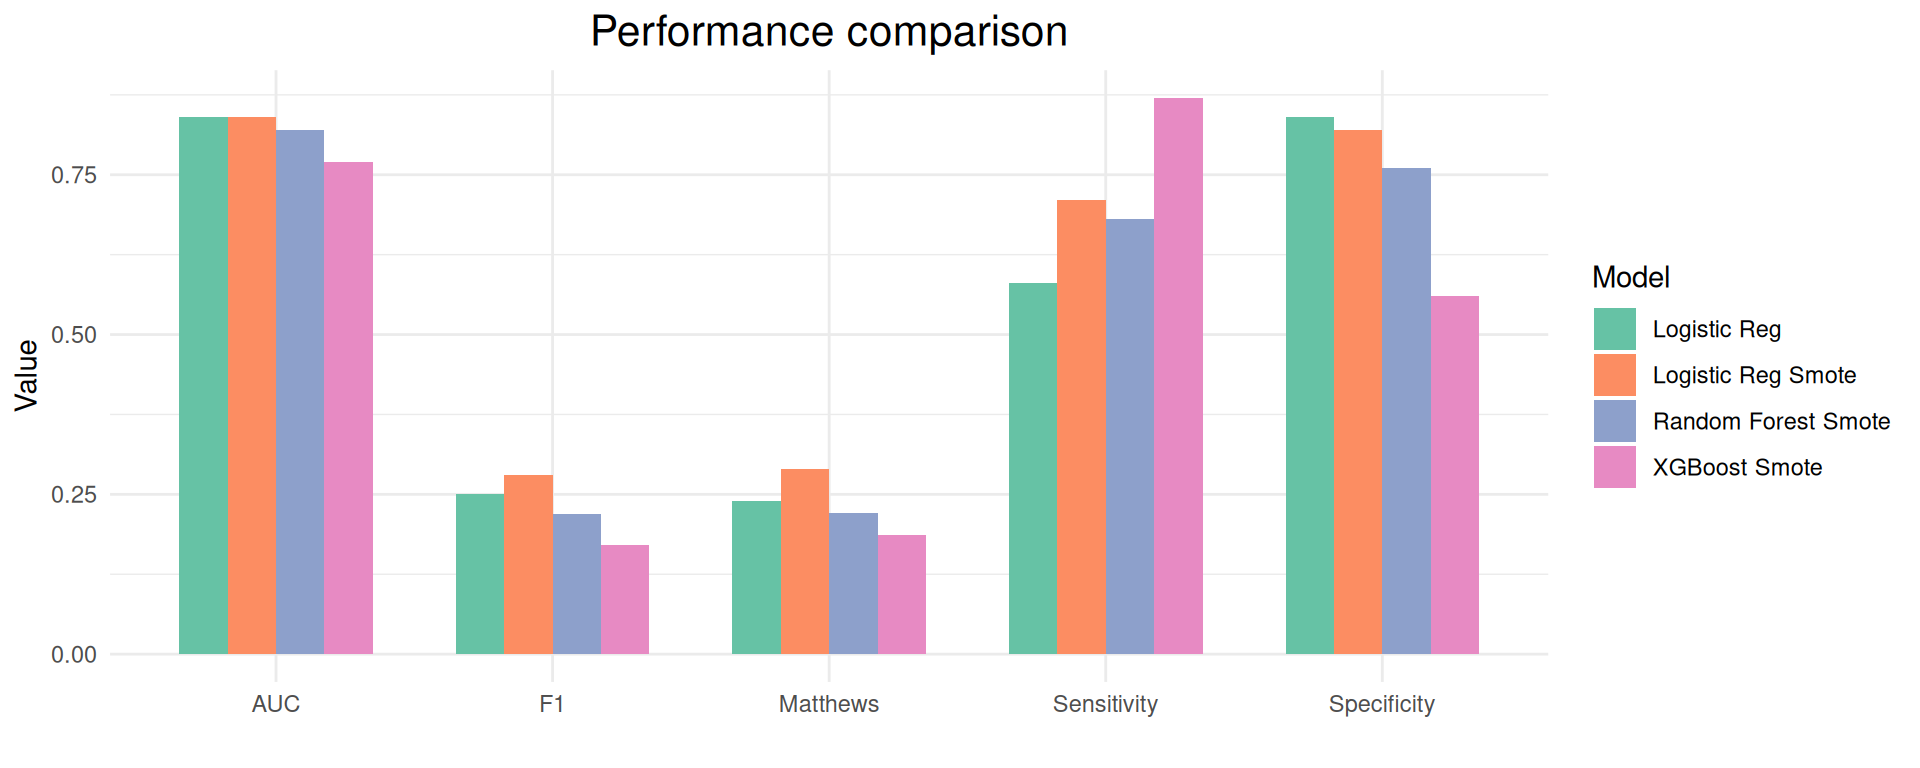 Performance comparison
Value
0.75
0.50
0.25
0.00
AUC
F1
Matthews
Sensitivity
Specificity
Model
Logistic Reg
Logistic Reg Smote
Random Forest Smote
XGBoost Smote